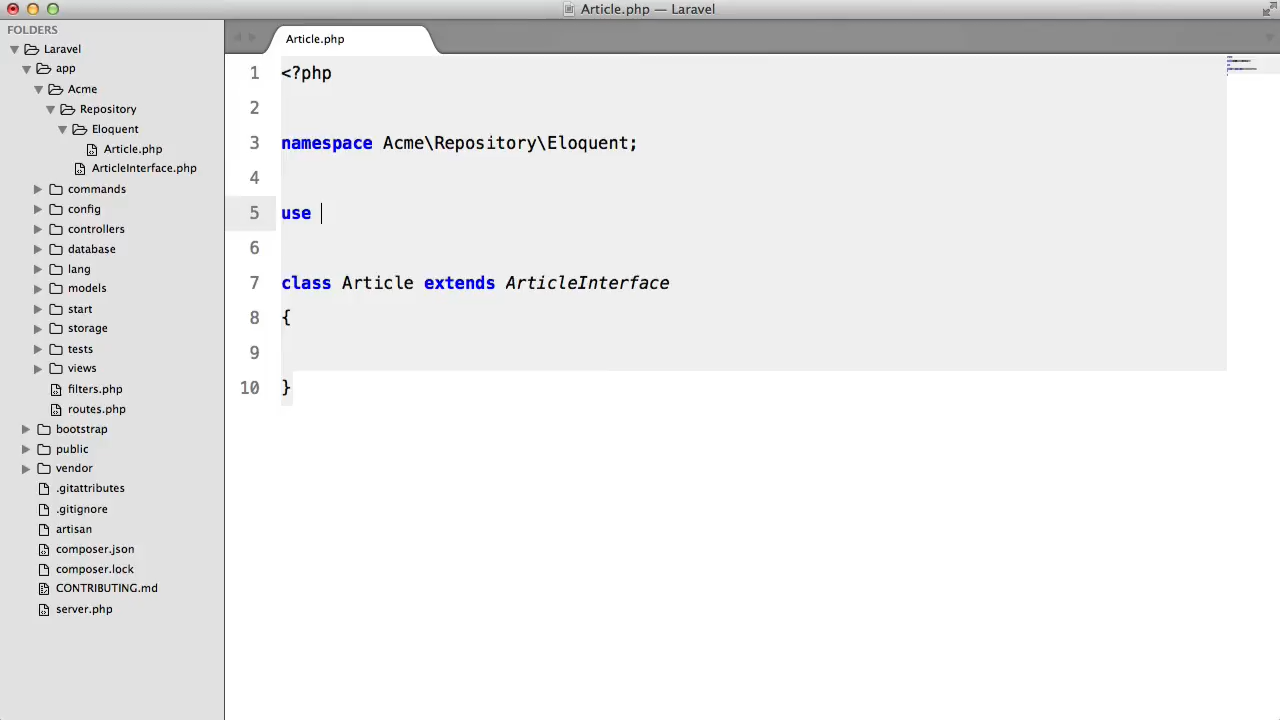 Article.php — Laravel
FOLDERS
Laravel
app
Acme
Repository
Eloquent
Article.php
ArticleInterface.php
commands
config
controllers
database
lang
models
start
storage
tests
views
filters.php
routes.php
bootstrap
public
vendor
.gitattributes
.gitignore
artisan
composer.json
composer.lock
CONTRIBUTING.md
server.php
Article.php
1 <?php
2
3 namespace Acme\Repository\Eloquent;
4
5 use
6
7 class Article extends ArticleInterface
8 {
9
10 }